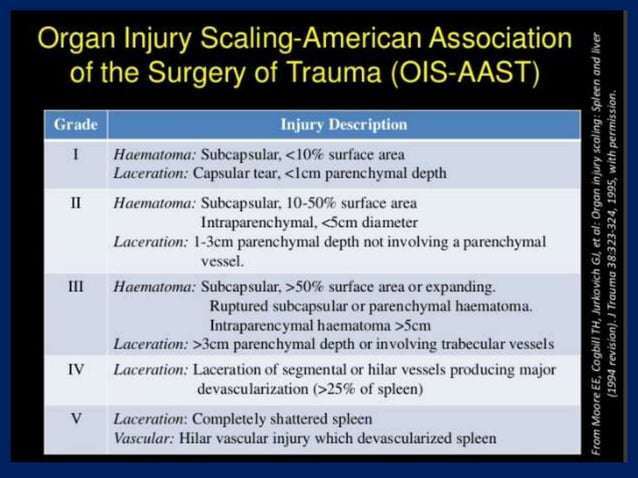 Organ Injury Scaling-American Association
of the Surgery of Trauma (OIS-AAST)
Grade Injury Description
I Haematoma: Subcapsular, <10% surface area
Laceration: Capsular tear, <1cm parenchymal depth
II Haematoma: Subcapsular, 10-50% surface area
Intraparenchymal, <5cm diameter
Laceration: 1-3cm parenchymal depth not involving a parenchymal
vessel.
III Haematoma: Subcapsular, >50% surface area or expanding.
Ruptured subcapsular or parenchymal haematoma.
Intraparencymal haematoma >5cm
Laceration: >3cm parenchymal depth or involving trabecular vessels
IV Laceration: Laceration of segmental or hilar vessels producing major
devascularization (>25% of spleen)
V Laceration: Completely shattered spleen
Vascular: Hilar vascular injury which devascularized spleen
From Moore EE, Cogbill TH, Jurkovich GJ, et al: Organ injury scaling: Spleen and liver
(1994 revision). J Trauma 38:323-324, 1995, with permission.